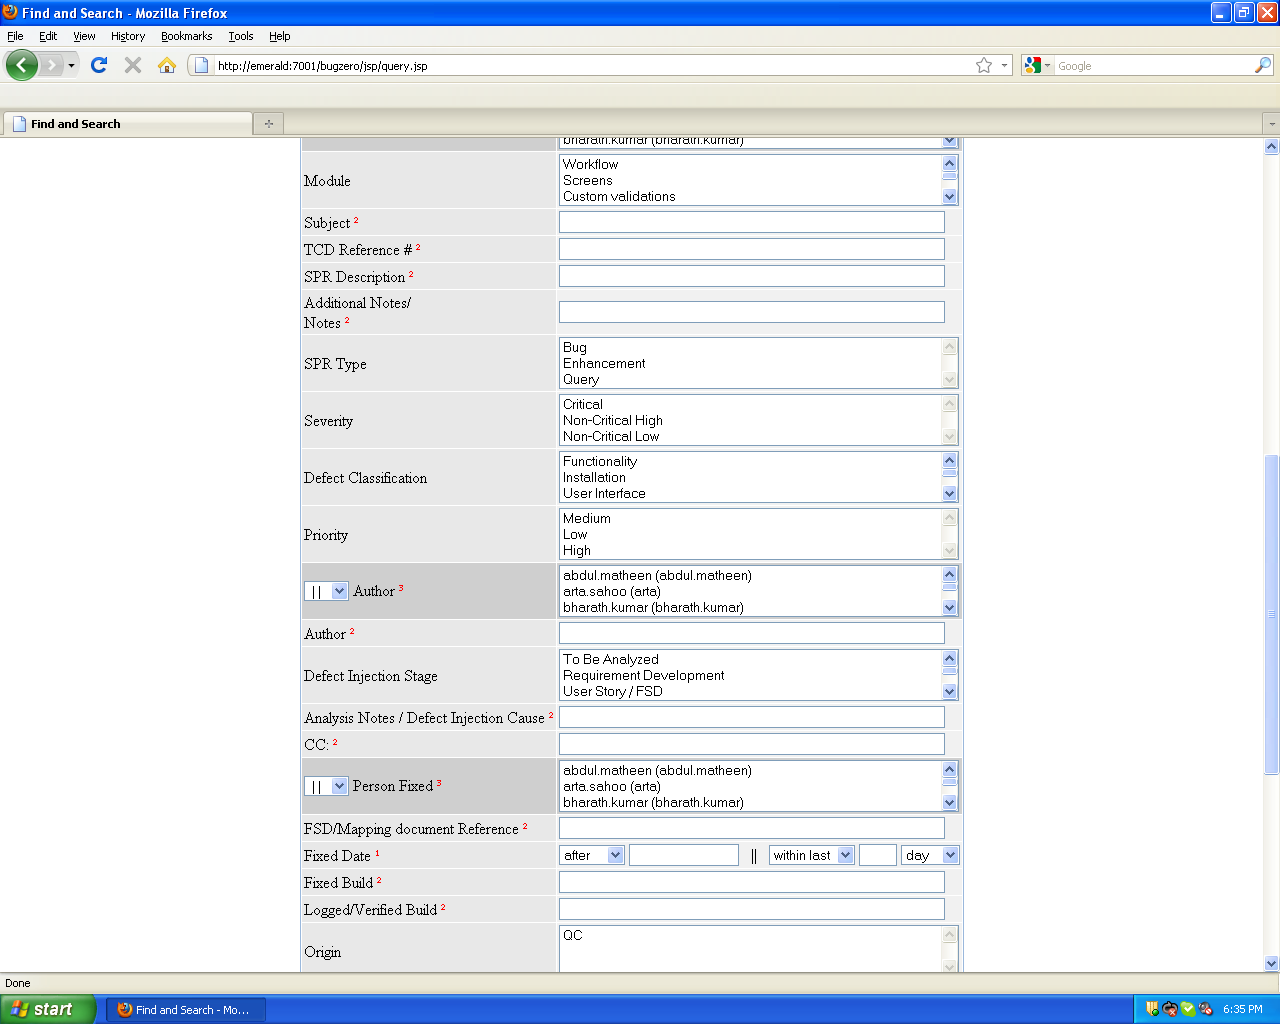 Find and Search - Mozilla Firefox
File Edit View History Bookmarks Tools Help
http://emerald:7001/bugzero/jsp/query.jsp
Google
Find and Search
bharath.kumar (bharath.kumar)
Module
Workflow
Screens
Custom validations
Subject 2
TCD Reference # 2
SPR Description 2
Additional Notes/
Notes 2
SPR Type
Bug
Enhancement
Query
Severity
Critical
Non-Critical High
Non-Critical Low
Defect Classification
Functionality
Installation
User Interface
Priority
Medium
Low
High
|| Author 3
abdul.matheen (abdul.matheen)
arta.sahoo (arta)
bharath.kumar (bharath.kumar)
Author 2
Defect Injection Stage
To Be Analyzed
Requirement Development
User Story / FSD
Analysis Notes / Defect Injection Cause 2
CC: 2
|| Person Fixed 3
abdul.matheen (abdul.matheen)
arta.sahoo (arta)
bharath.kumar (bharath.kumar)
FSD/Mapping document Reference 2
Fixed Date 1 after || within last day
Fixed Build 2
Logged/Verified Build 2
Origin
QC
Done
start Find and Search - Mo... 6:35 PM